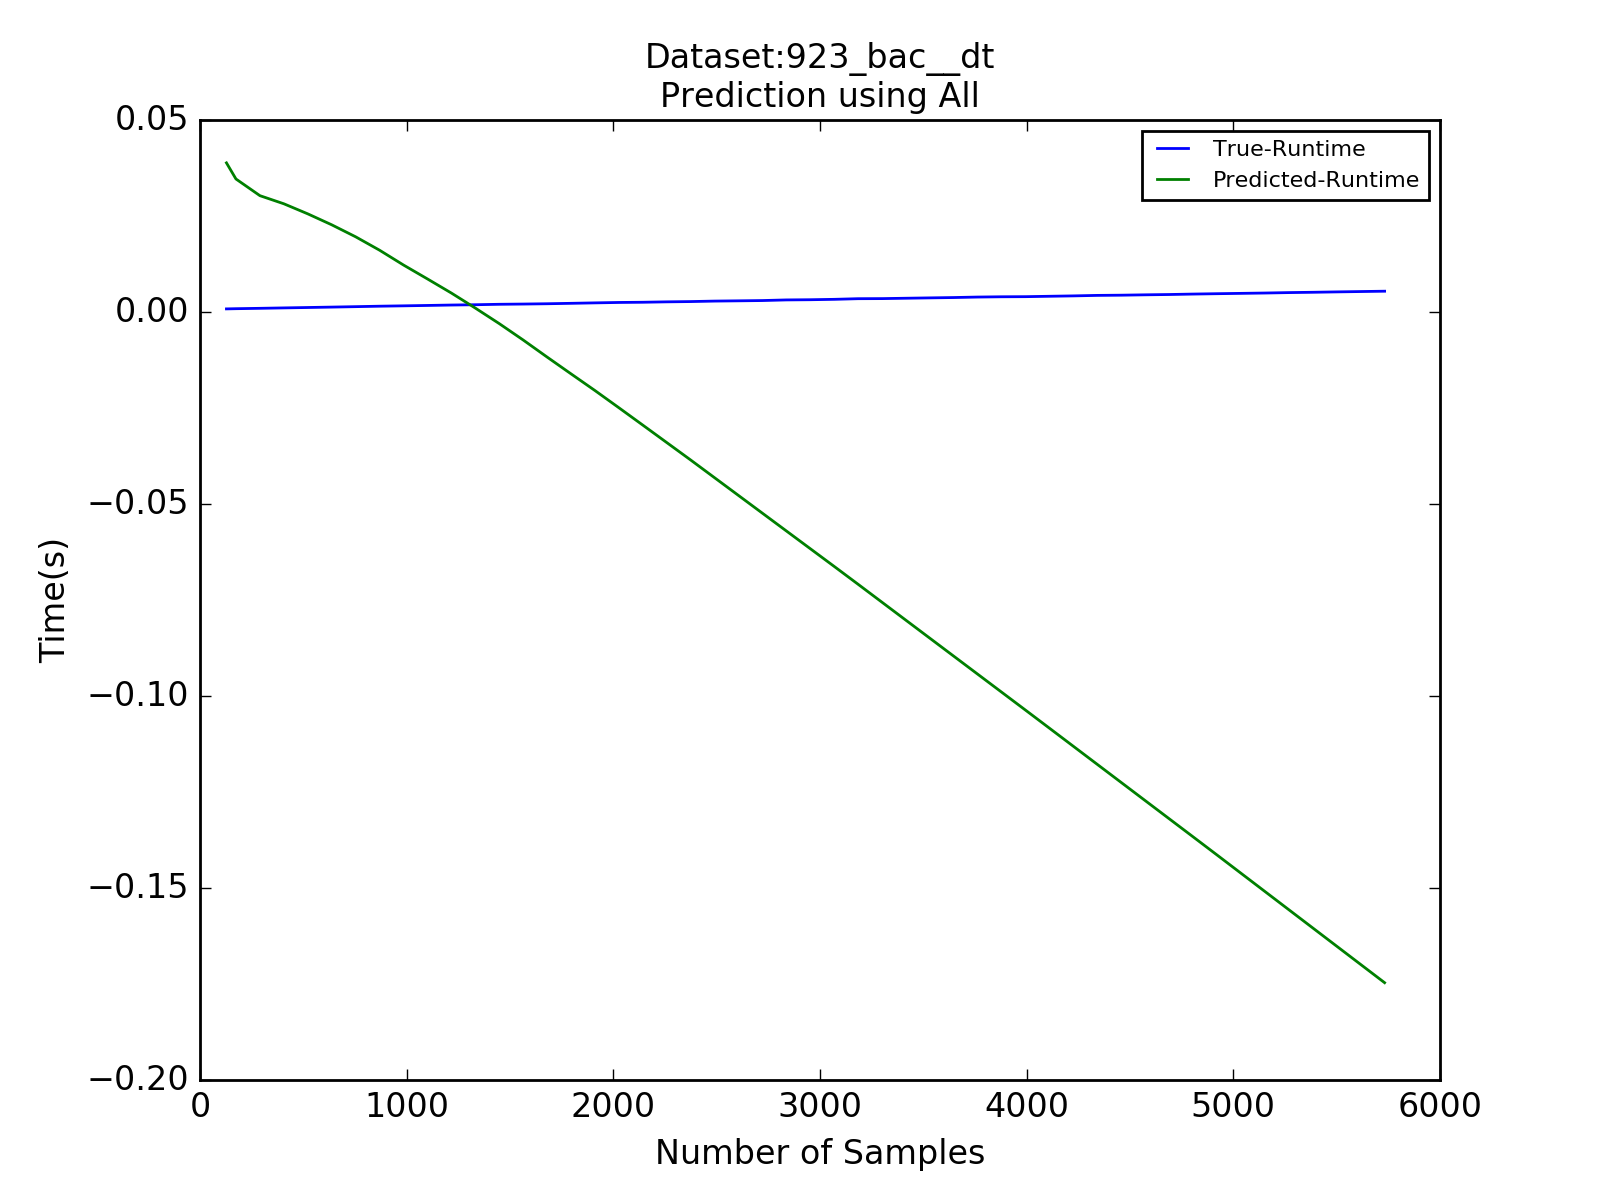 Dataset:923_bac__dt
Prediction using All
True-Runtime
Predicted-Runtime
0.05
0.00
−0.05
−0.10
−0.15
−0.20
Time(s)
0 1000 2000 3000 4000 5000 6000
Number of Samples